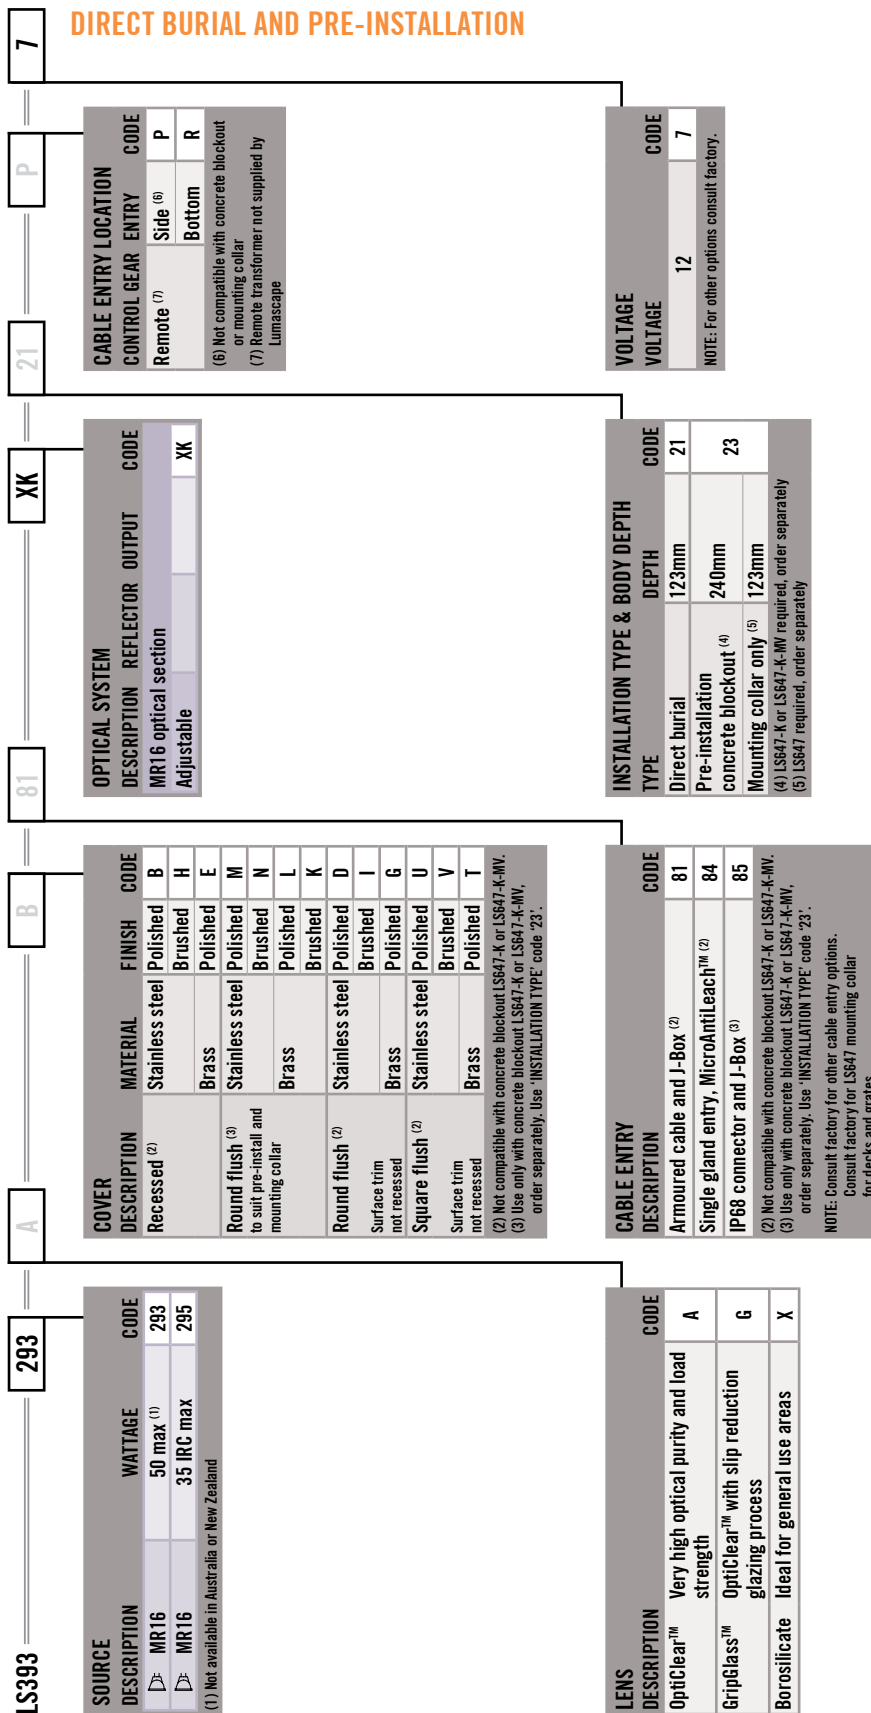 DIRECT BURIAL AND PRE-INSTALLATION
LS393 293 A B 81 XK 21 P 7
SOURCE
DESCRIPTION WATTAGE CODE
MR16 50 max (1) 293
MR16 35 IRC max 295
(1) Not available in Australia or New Zealand
COVER
DESCRIPTION MATERIAL FINISH CODE
Recessed (2) Stainless steel Polished B
Brushed H
Brass Polished E
Round flush (3) Stainless steel Polished M
to suit pre-install and Brushed N
mounting collar Brass Polished L
Brushed K
Round flush (2) Stainless steel Polished D
Surface trim Brushed I
not recessed Brass Polished G
Square flush (2) Stainless steel Polished U
Surface trim Brushed V
not recessed Brass Polished T
(2) Not compatible with concrete blockout LS647-K or LS647-K-MV.
(3) Use only with concrete blockout LS647-K or LS647-K-MV,
order separately. Use 'INSTALLATION TYPE' code '23'.
OPTICAL SYSTEM
DESCRIPTION REFLECTOR OUTPUT CODE
MR16 optical section
Adjustable XK
CABLE ENTRY LOCATION
CONTROL GEAR ENTRY CODE
Remote (7) Side (6) P
Bottom R
(6) Not compatible with concrete blockout
or mounting collar
(7) Remote transformer not supplied by
Lumascape
LENS
DESCRIPTION CODE
OptiClear™ Very high optical purity and load
strength A
GripGlass™ OptiClear™ with slip reduction
glazing process G
Borosilicate Ideal for general use areas X
CABLE ENTRY
DESCRIPTION CODE
Armoured cable and J-Box (2) 81
Single gland entry, MicroAntiLeach™ (2) 84
IP68 connector and J-Box (3) 85
(2) Not compatible with concrete blockout LS647-K or LS647-K-MV.
(3) Use only with concrete blockout LS647-K or LS647-K-MV,
order separately. Use 'INSTALLATION TYPE' code '23'.
NOTE: Consult factory for other cable entry options.
Consult factory for LS647 mounting collar
for decks and grates
INSTALLATION TYPE & BODY DEPTH
TYPE DEPTH CODE
Direct burial 123mm 21
Pre-installation
concrete blockout (4) 240mm 23
Mounting collar only (5) 123mm
(4) LS647-K or LS647-K-MV required, order separately
(5) LS647 required, order separately
VOLTAGE
VOLTAGE CODE
12 7
NOTE: For other options consult factory.